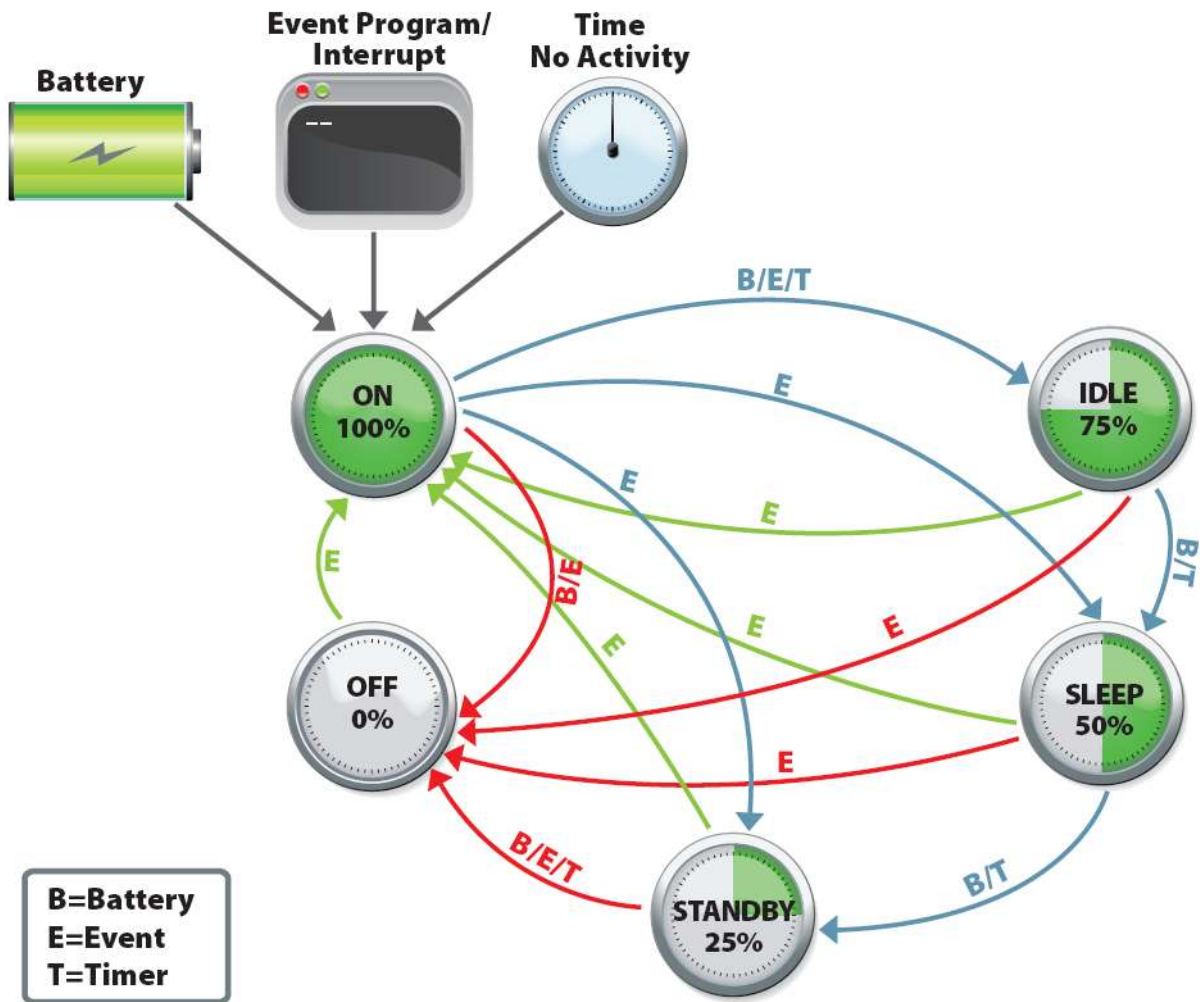 Event Program/
Interrupt
Time
No Activity
Battery
B/E/T
ON
100%
E
IDLE
75%
E
E
B/T
E
B/E
E
E
E
OFF
0%
SLEEP
50%
E
B/E/T
B/T
STANDBY
25%
B=Battery
E=Event
T=Timer